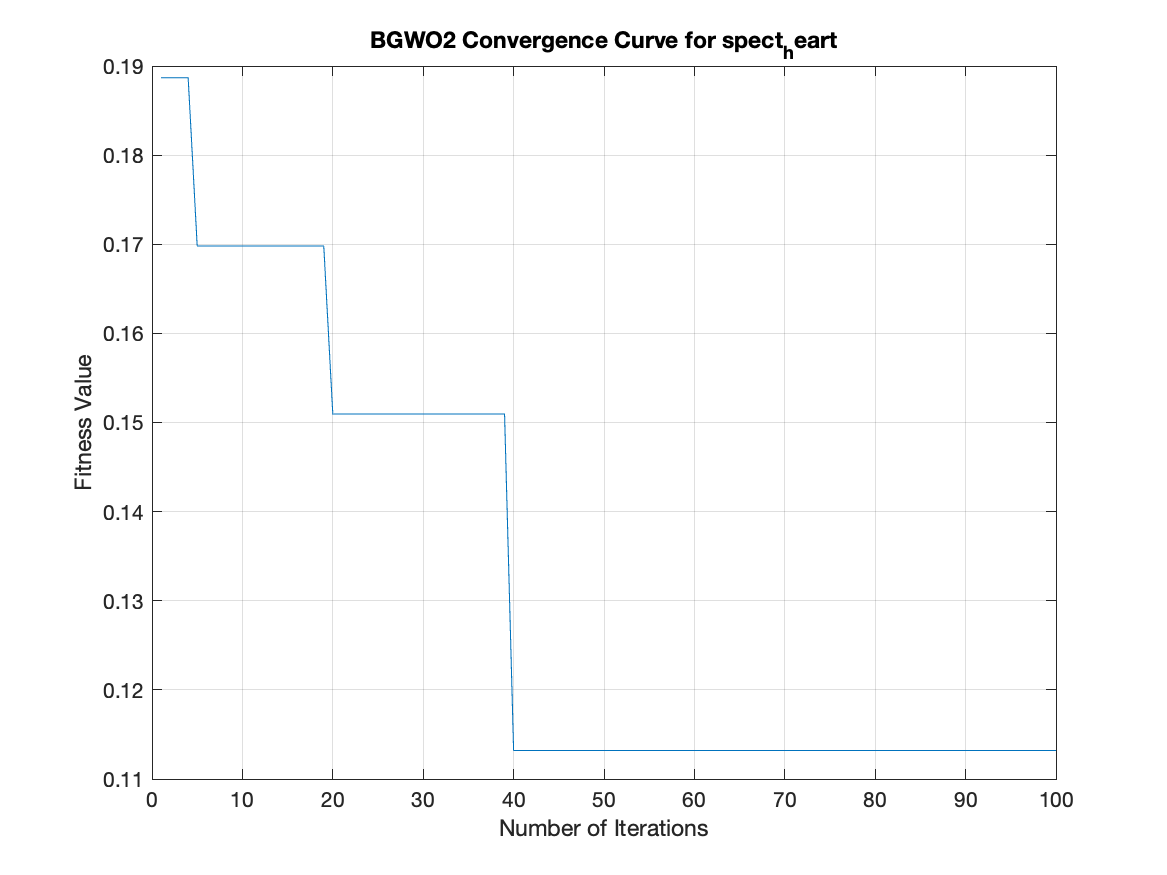 BGWO2 Convergence Curve for spect_heart
0.19
0.18
0.17
0.16
0.15
0.14
0.13
0.12
0.11
Fitness Value
0 10 20 30 40 50 60 70 80 90 100
Number of Iterations